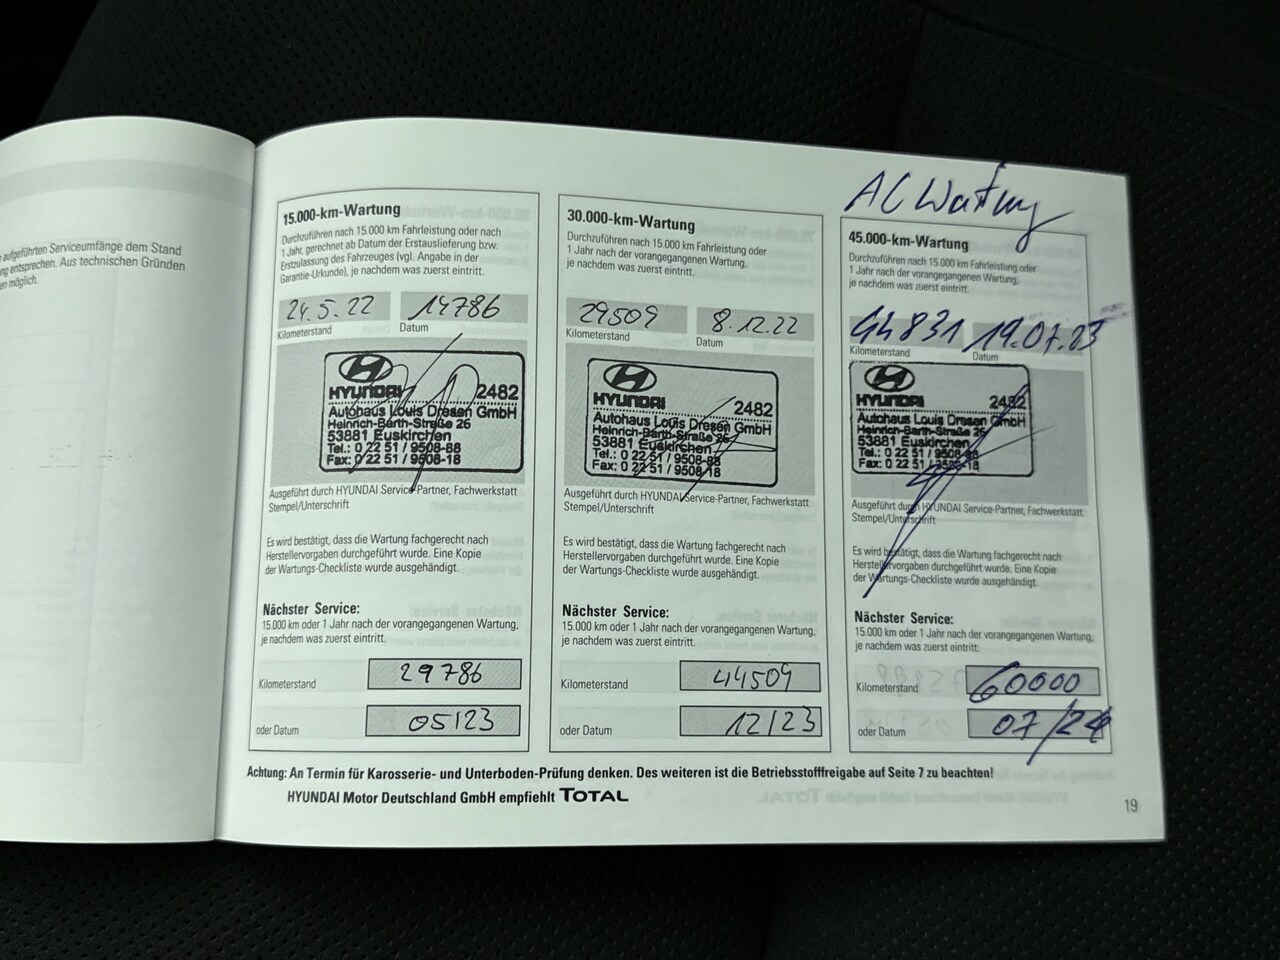 aufgeführten Serviceumfänge dem Stand
entsprechen. Aus technischen Gründen
möglich.
15.000-km-Wartung
Durchzuführen nach 15.000 km Fahrleistung oder nach
1 Jahr, gerechnet ab Datum der Erstauslieferung bzw.
Erstzulassung des Fahrzeuges (vgl. Angabe in der
Garantie-Urkunde), je nachdem was zuerst eintritt.
24.5.22 14786
Kilometerstand Datum
HYUNDAI 2482
Autohaus Louis Dresen GmbH
Heinrich-Barth-Straße 26
53881 Euskirchen
Tel.: 0 22 51 / 9508-88
Fax: 0 22 51 / 9508-18
Ausgeführt durch HYUNDAI Service-Partner, Fachwerkstatt
Stempel/Unterschrift
Es wird bestätigt, dass die Wartung fachgerecht nach
Herstellervorgaben durchgeführt wurde. Eine Kopie
der Wartungs-Checkliste wurde ausgehändigt.
Nächster Service:
15.000 km oder 1 Jahr nach der vorangegangenen Wartung,
je nachdem was zuerst eintritt.
Kilometerstand 29786
oder Datum 05/23
30.000-km-Wartung
Durchzuführen nach 15.000 km Fahrleistung oder
1 Jahr nach der vorangegangenen Wartung,
je nachdem was zuerst eintritt.
29509 8.12.22
Kilometerstand Datum
HYUNDAI 2482
Autohaus Louis Dresen GmbH
Heinrich-Barth-Straße 26
53881 Euskirchen
Tel.: 0 22 51 / 9508-88
Fax: 0 22 51 / 9508-18
Ausgeführt durch HYUNDAI Service-Partner, Fachwerkstatt
Stempel/Unterschrift
Es wird bestätigt, dass die Wartung fachgerecht nach
Herstellervorgaben durchgeführt wurde. Eine Kopie
der Wartungs-Checkliste wurde ausgehändigt.
Nächster Service:
15.000 km oder 1 Jahr nach der vorangegangenen Wartung,
je nachdem was zuerst eintritt.
Kilometerstand 44509
oder Datum 12/23
AC Wartung
45.000-km-Wartung
Durchzuführen nach 15.000 km Fahrleistung oder
1 Jahr nach der vorangegangenen Wartung,
je nachdem was zuerst eintritt.
44831 19.07.23
Kilometerstand Datum
HYUNDAI 2482
Autohaus Louis Dresen GmbH
Heinrich-Barth-Straße 26
53881 Euskirchen
Tel.: 0 22 51 / 9508-88
Fax: 0 22 51 / 9508-18
Ausgeführt durch HYUNDAI Service-Partner, Fachwerkstatt
Stempel/Unterschrift
Es wird bestätigt, dass die Wartung fachgerecht nach
Herstellervorgaben durchgeführt wurde. Eine Kopie
der Wartungs-Checkliste wurde ausgehändigt.
Nächster Service:
15.000 km oder 1 Jahr nach der vorangegangenen Wartung,
je nachdem was zuerst eintritt.
Kilometerstand 60000
oder Datum 07/24
Achtung: An Termin für Karosserie- und Unterboden-Prüfung denken. Des weiteren ist die Betriebsstofffreigabe auf Seite 7 zu beachten!
HYUNDAI Motor Deutschland GmbH empfiehlt TOTAL
19